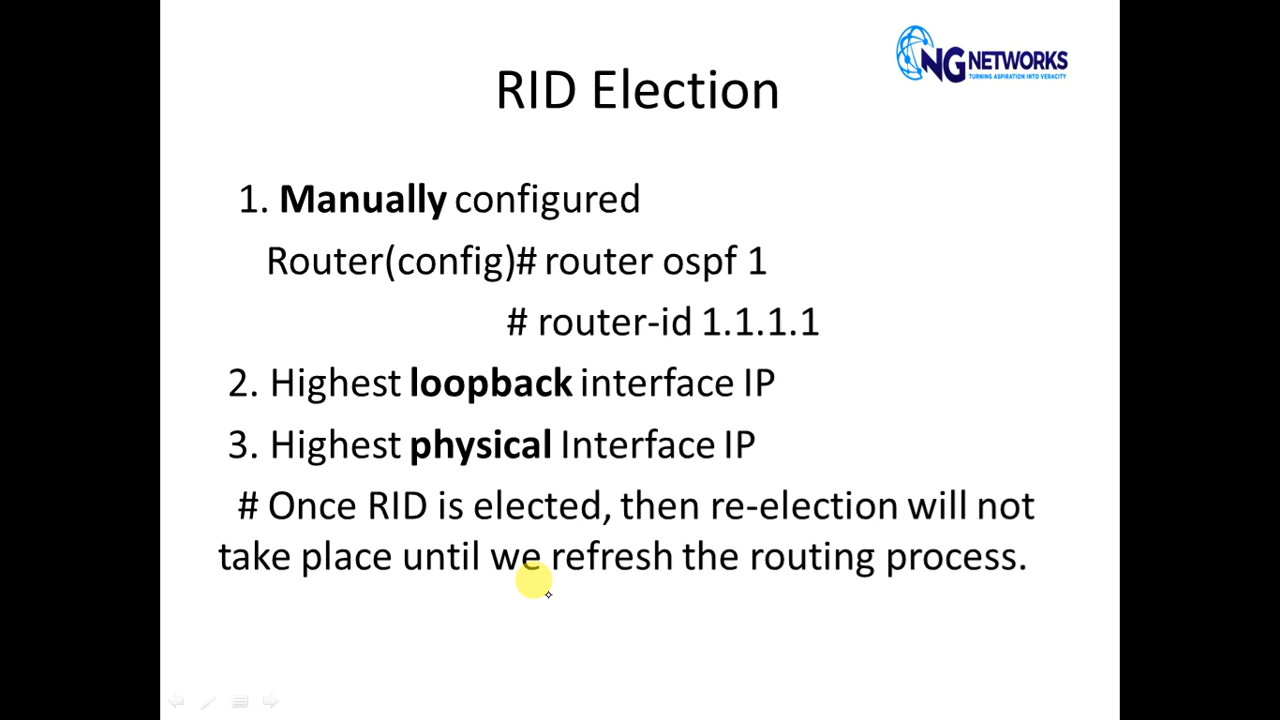 NG NETWORKS
TURNING ASPIRATION INTO VERACITY
RID Election
1. Manually configured
Router(config)# router ospf 1
# router-id 1.1.1.1
2. Highest loopback interface IP
3. Highest physical Interface IP
# Once RID is elected, then re-election will not
take place until we refresh the routing process.